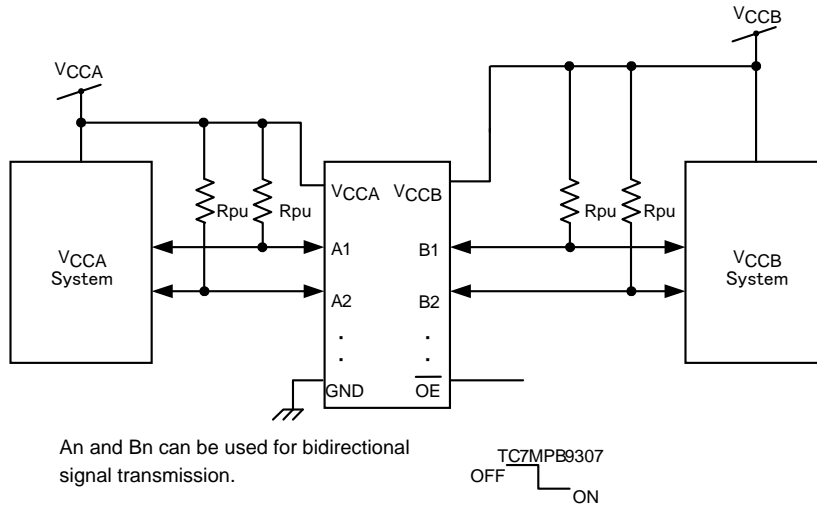 VCCB
VCCA
Rpu Rpu
VCCA VCCB
Rpu Rpu
VCCA
System
A1 B1
VCCB
System
A2 B2
. .
. .
GND OE
An and Bn can be used for bidirectional
signal transmission.
TC7MPB9307
OFF
ON